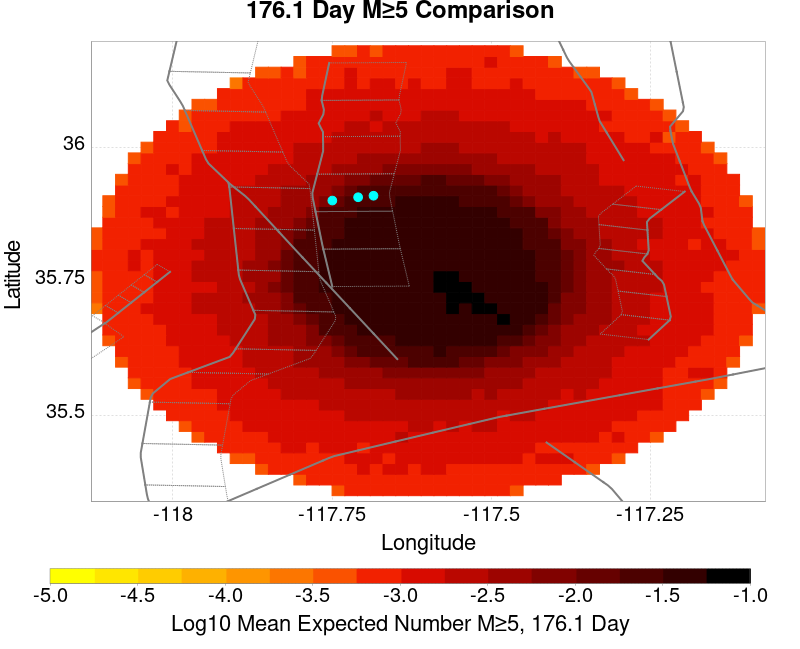 176.1 Day M≥5 Comparison
36
35.75
35.5
Latitude
-118 -117.75 -117.5 -117.25
Longitude
-5.0 -4.5 -4.0 -3.5 -3.0 -2.5 -2.0 -1.5 -1.0
Log10 Mean Expected Number M≥5, 176.1 Day